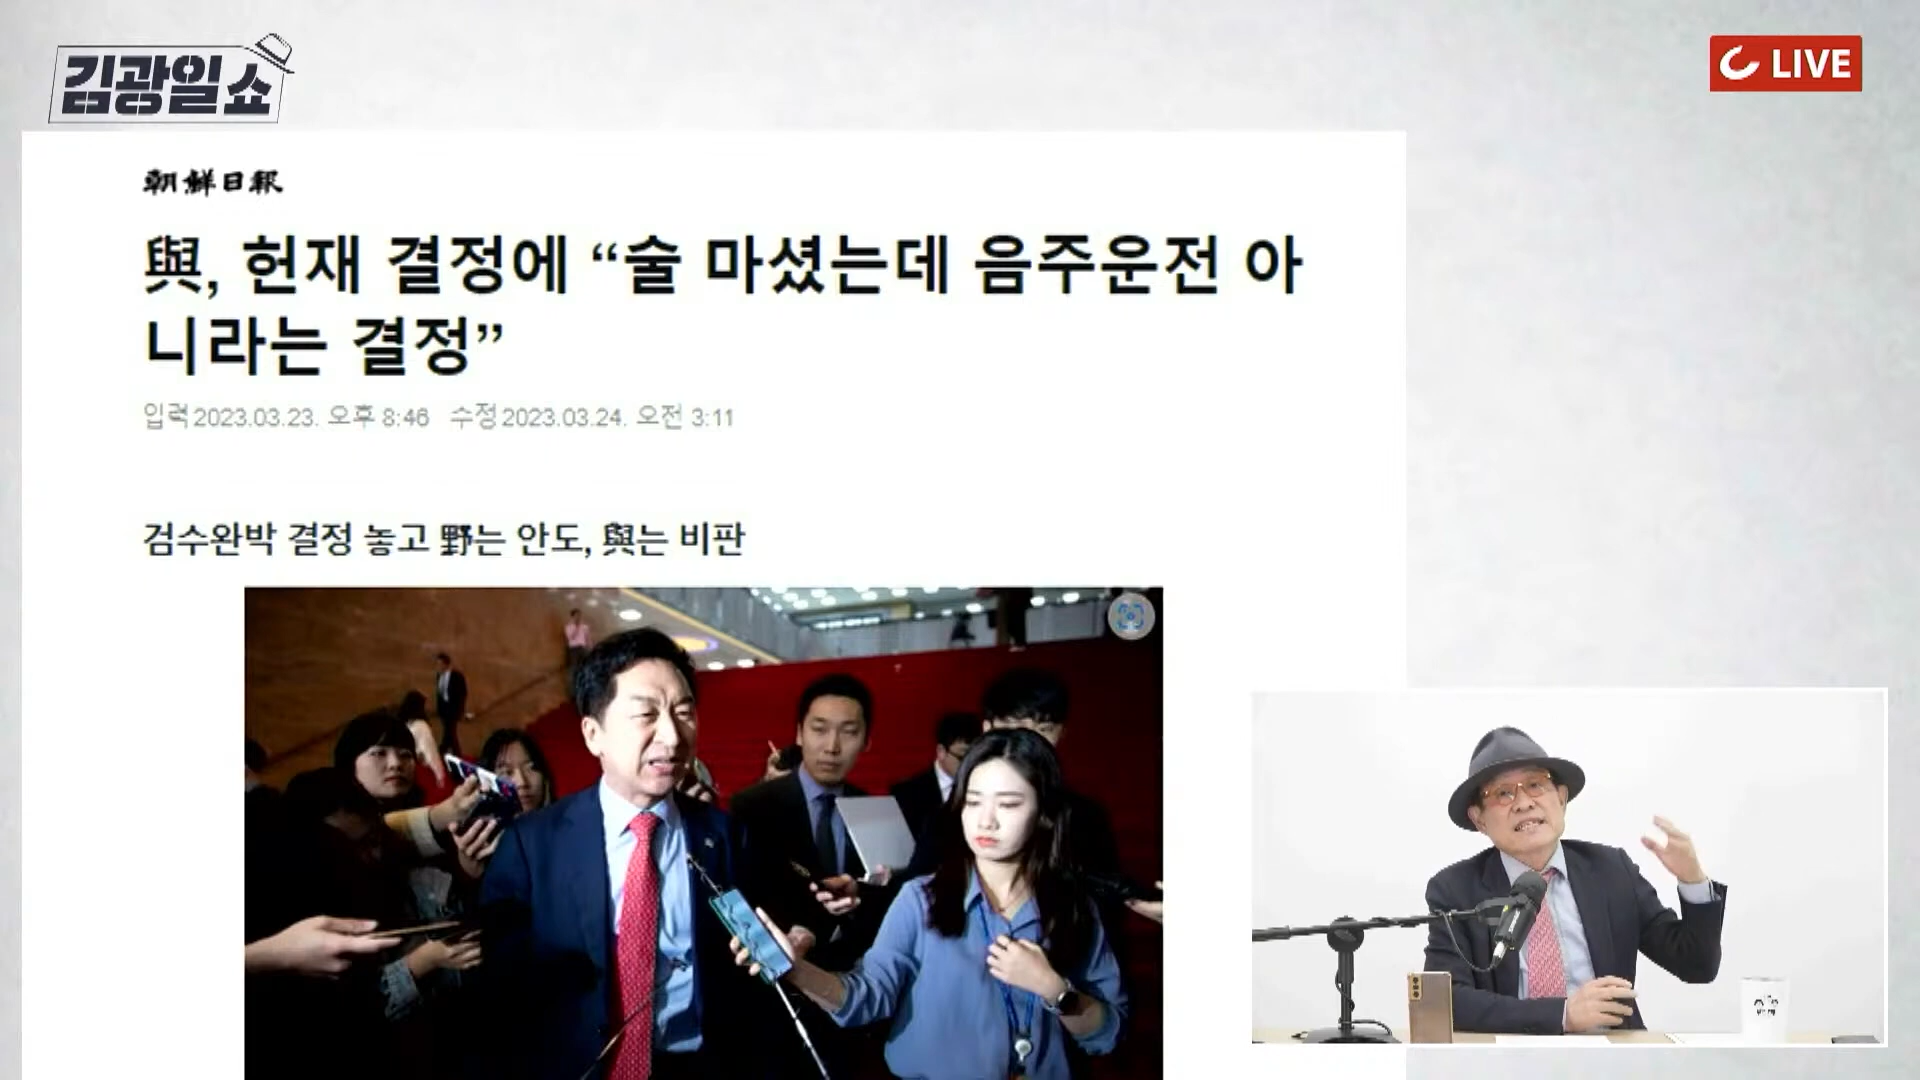 김광일쇼
LIVE
朝鮮日報
與, 헌재 결정에 “술 마셨는데 음주운전 아
니라는 결정”
입력 2023.03.23. 오후 8:46 수정 2023.03.24. 오전 3:11
검수완박 결정 놓고 野는 안도, 與는 비판